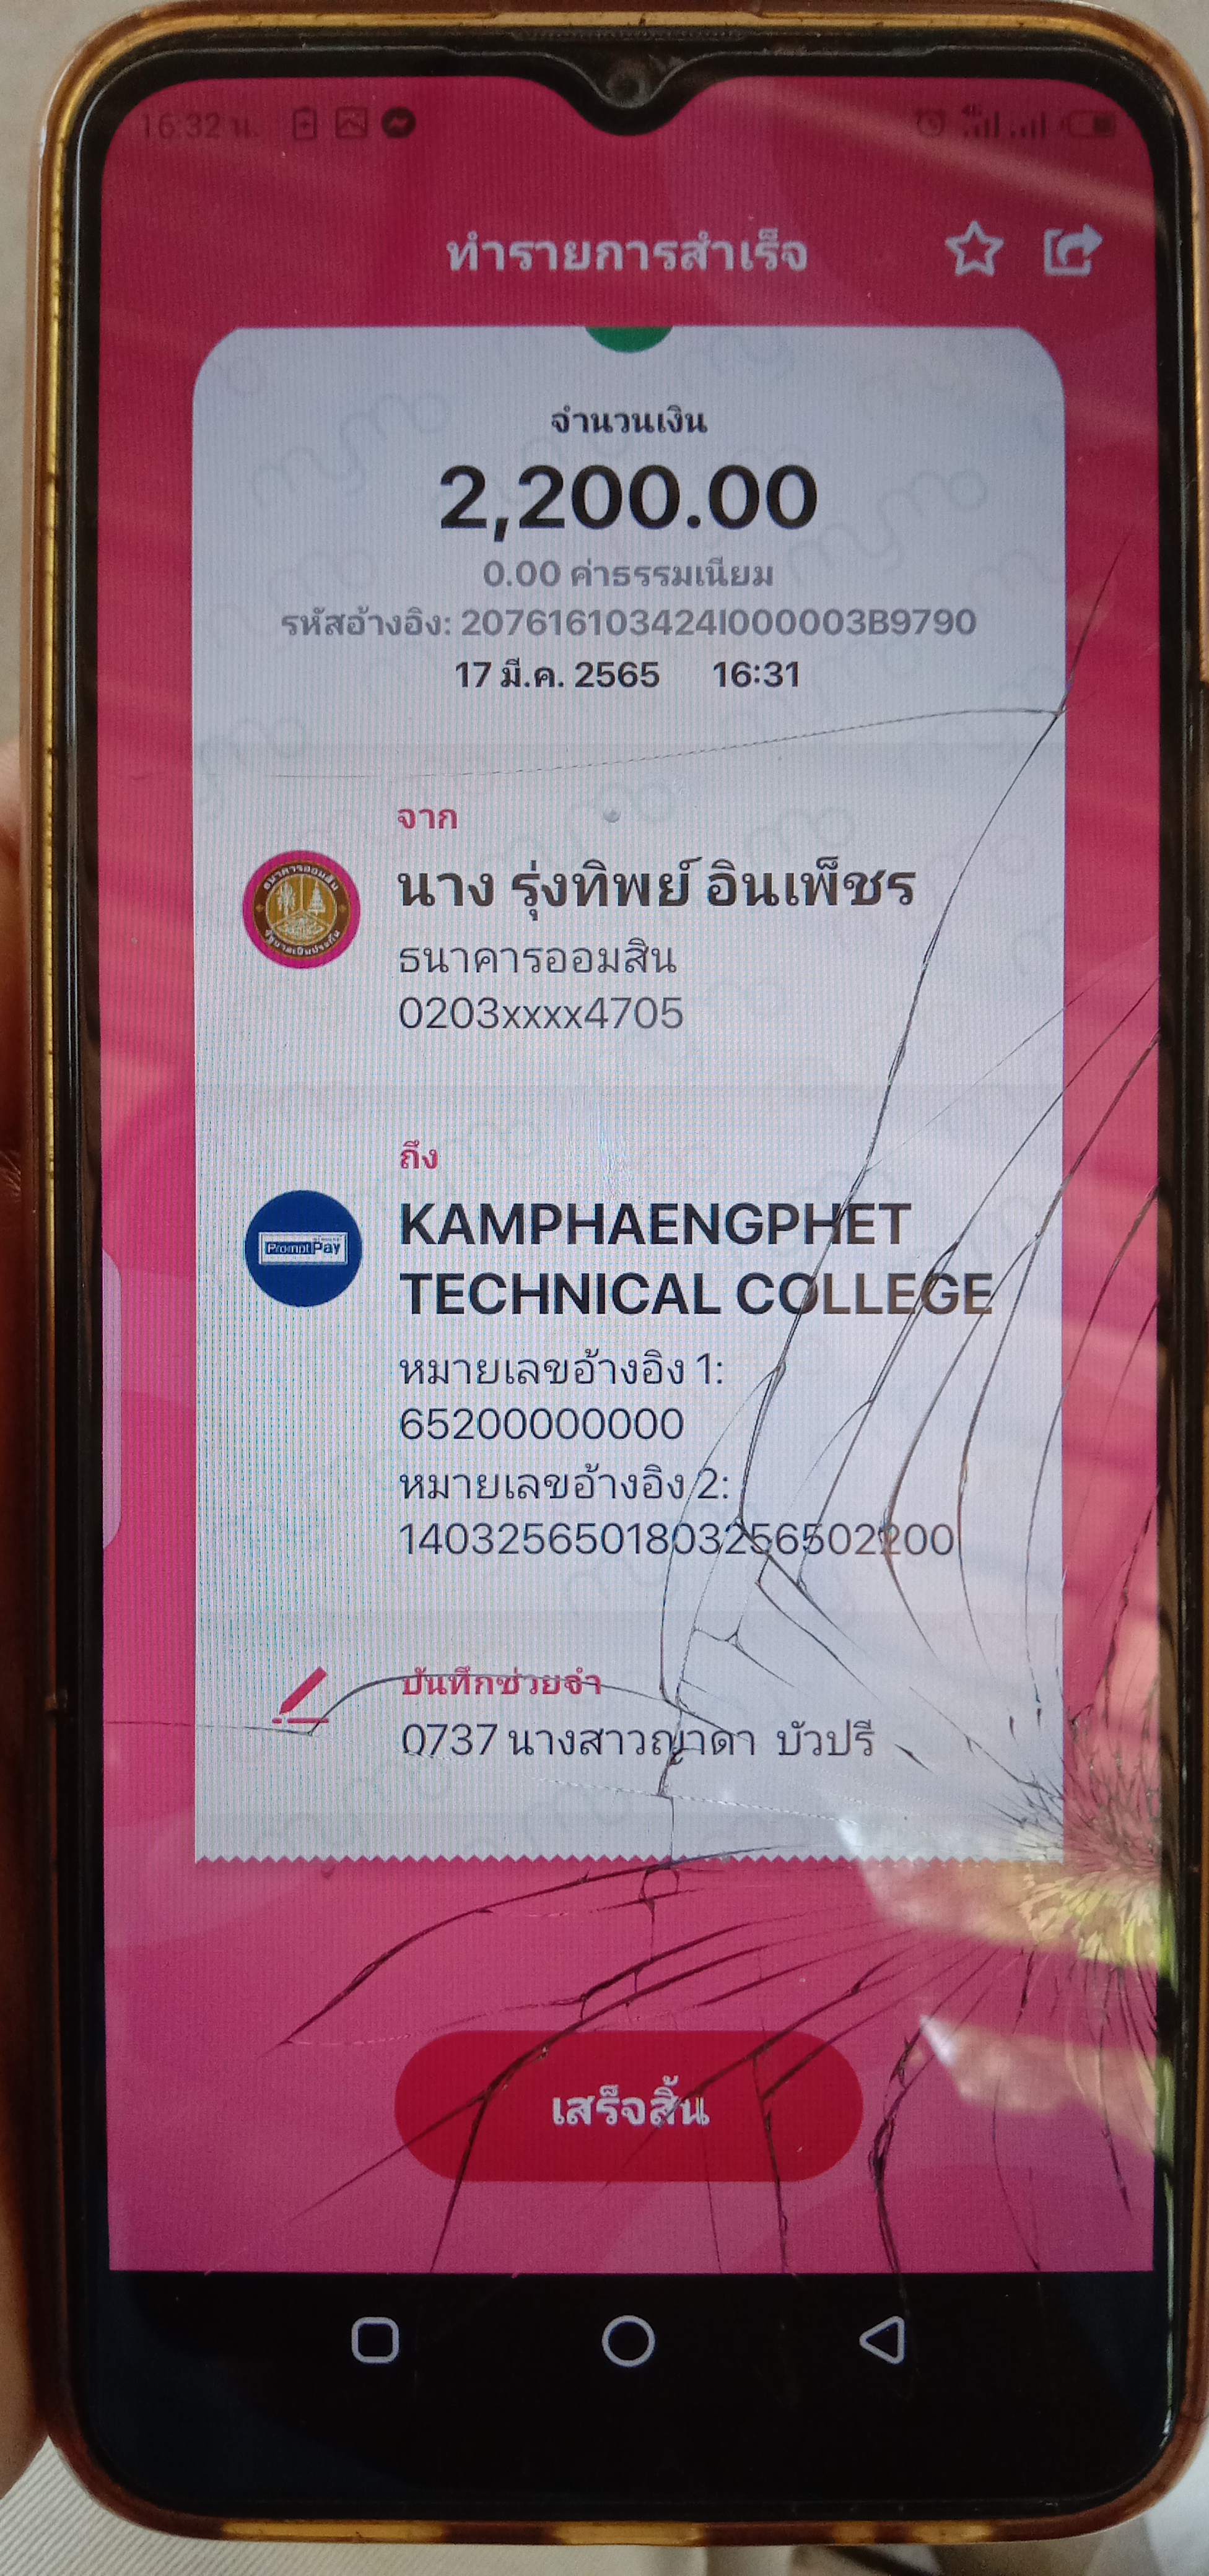 16:32 น.
ทำรายการสำเร็จ
จำนวนเงิน
2,200.00
0.00 ค่าธรรมเนียม
รหัสอ้างอิง: 207616103424I000003B9790
17 มี.ค. 2565 16:31
จาก
นาง รุ่งทิพย์ อินเพ็ชร
ธนาคารออมสิน
0203xxxx4705
ถึง
PromptPay
KAMPHAENGPHET
TECHNICAL COLLEGE
หมายเลขอ้างอิง 1:
65200000000
หมายเลขอ้างอิง 2:
140325650180325650​2200
บันทึกช่วยจำ
0737 นางสาวญาดา บัวปรี
เสร็จสิ้น